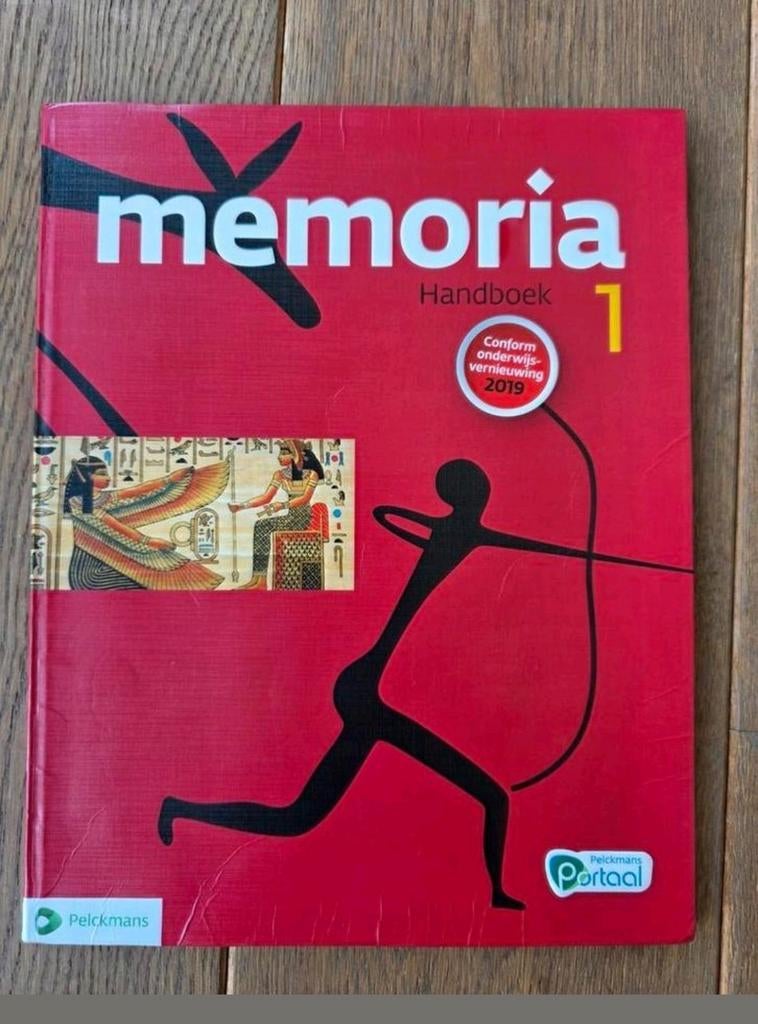 memoria
Handboek 1
Conform
onderwijs-
vernieuwing
2019
Pelckmans
Portaal
Pelckmans